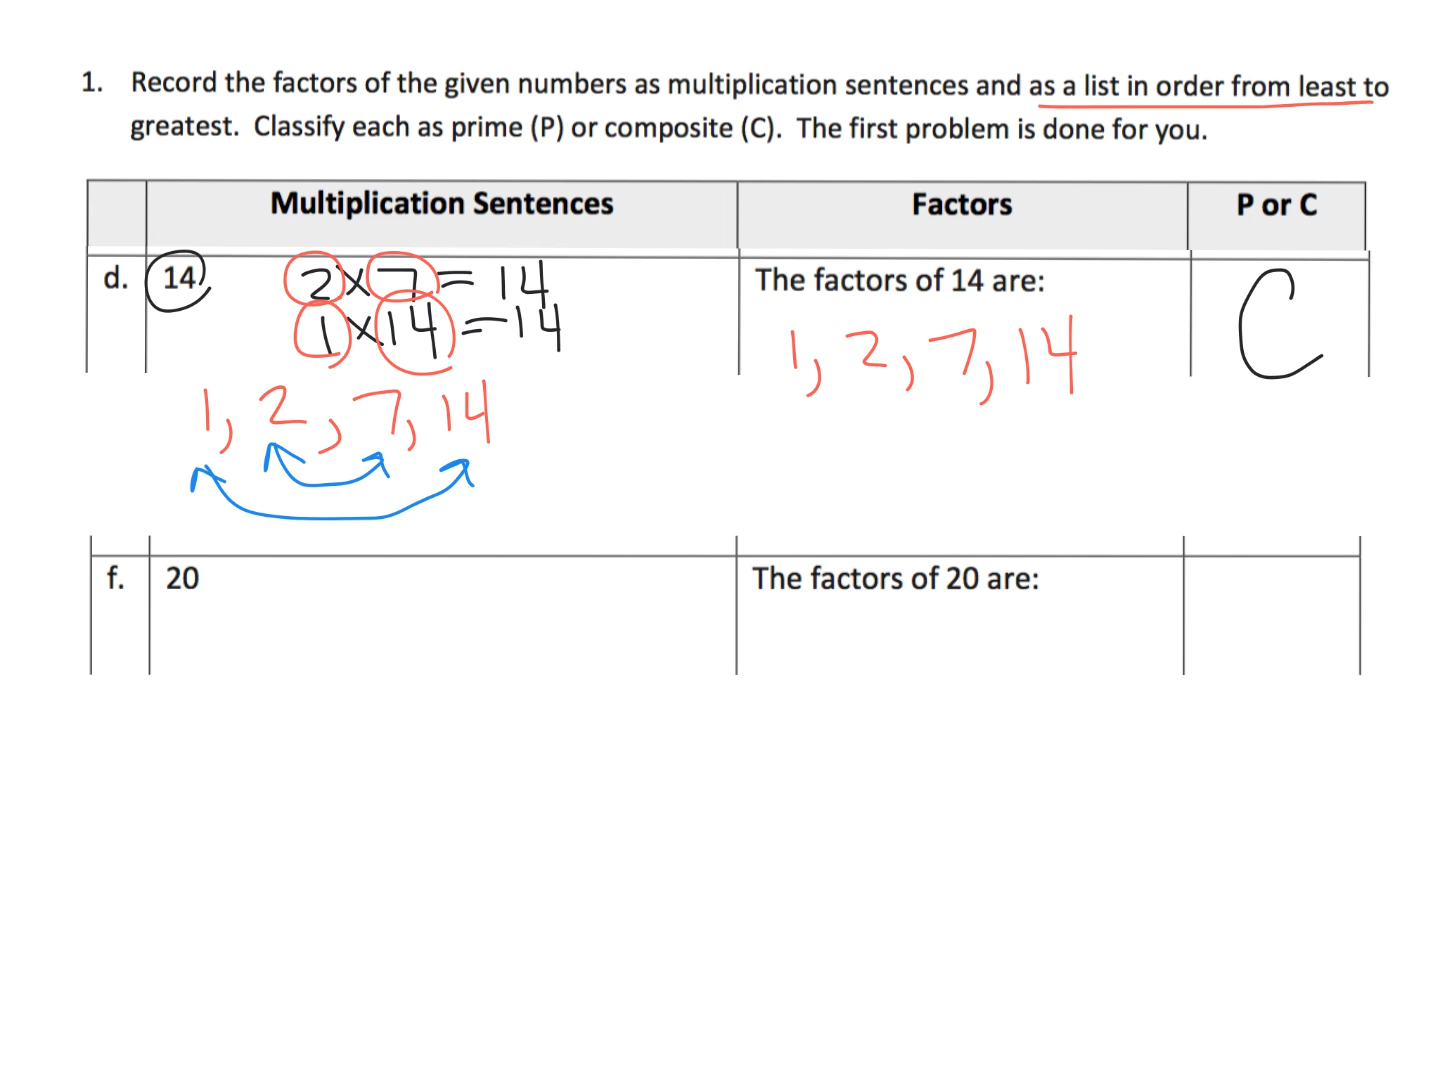 1. Record the factors of the given numbers as multiplication sentences and as a list in order from least to
greatest. Classify each as prime (P) or composite (C). The first problem is done for you.
Multiplication Sentences Factors P or C
d. 14 2 x 7 = 14 The factors of 14 are: C
1 x 14 = 14 1, 2, 7, 14
1, 2, 7, 14
f. 20 The factors of 20 are: